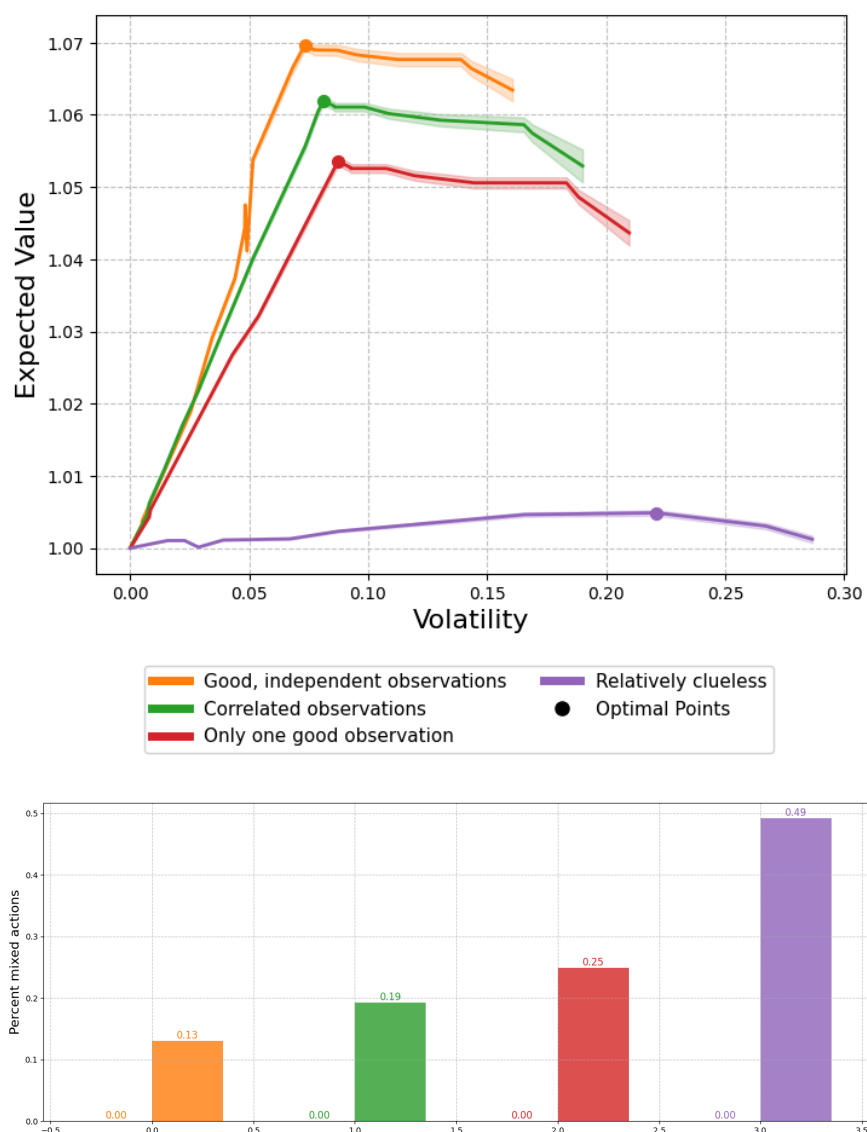 1.07
1.06
1.05
1.04
1.03
1.02
1.01
1.00
Expected Value
0.00 0.05 0.10 0.15 0.20 0.25 0.30
Volatility
Good, independent observations Relatively clueless
Correlated observations Optimal Points
Only one good observation
0.5
0.4
0.3
0.2
0.1
0.0
Percent mixed actions
0.49
0.25
0.19
0.13
0.00 0.00 0.00 0.00
−0.5 0.0 0.5 1.0 1.5 2.0 2.5 3.0 3.5